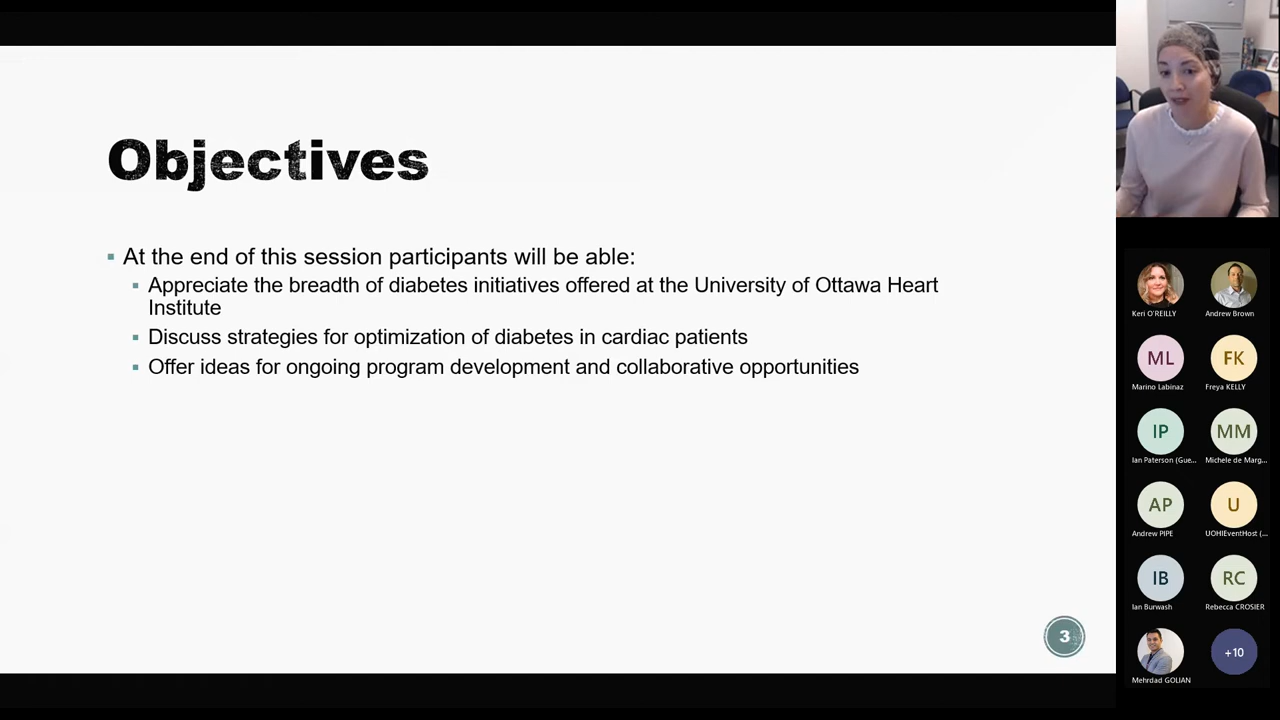 Objectives
At the end of this session participants will be able:
Appreciate the breadth of diabetes initiatives offered at the University of Ottawa Heart
Institute
Discuss strategies for optimization of diabetes in cardiac patients
Offer ideas for ongoing program development and collaborative opportunities
3
Keri O'REILLY
Andrew Brown
ML
FK
Marino Labinaz
Freya KELLY
IP
MM
Ian Paterson (Gue...
Michele de Marg...
AP
U
Andrew PIPE
UOHIEventHost (...
IB
RC
Ian Burwash
Rebecca CROSIER
+10
Mehrdad GOLIAN